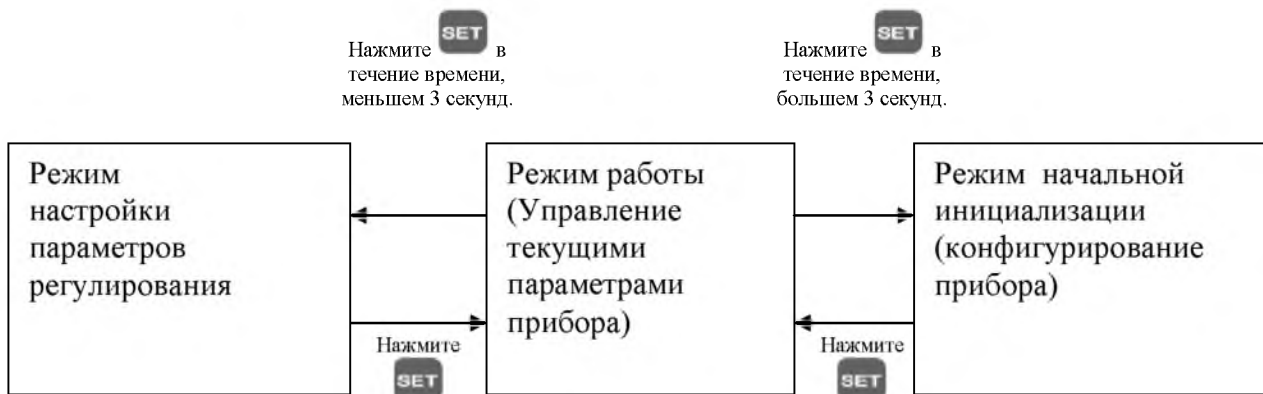 Нажмите SET в
течение времени,
меньшем 3 секунд.
Нажмите SET в
течение времени,
большем 3 секунд.
Режим
настройки
параметров
регулирования
Нажмите
SET
Режим работы
(Управление
текущими
параметрами
прибора)
Нажмите
SET
Режим начальной
инициализации
(конфигурирование
прибора)